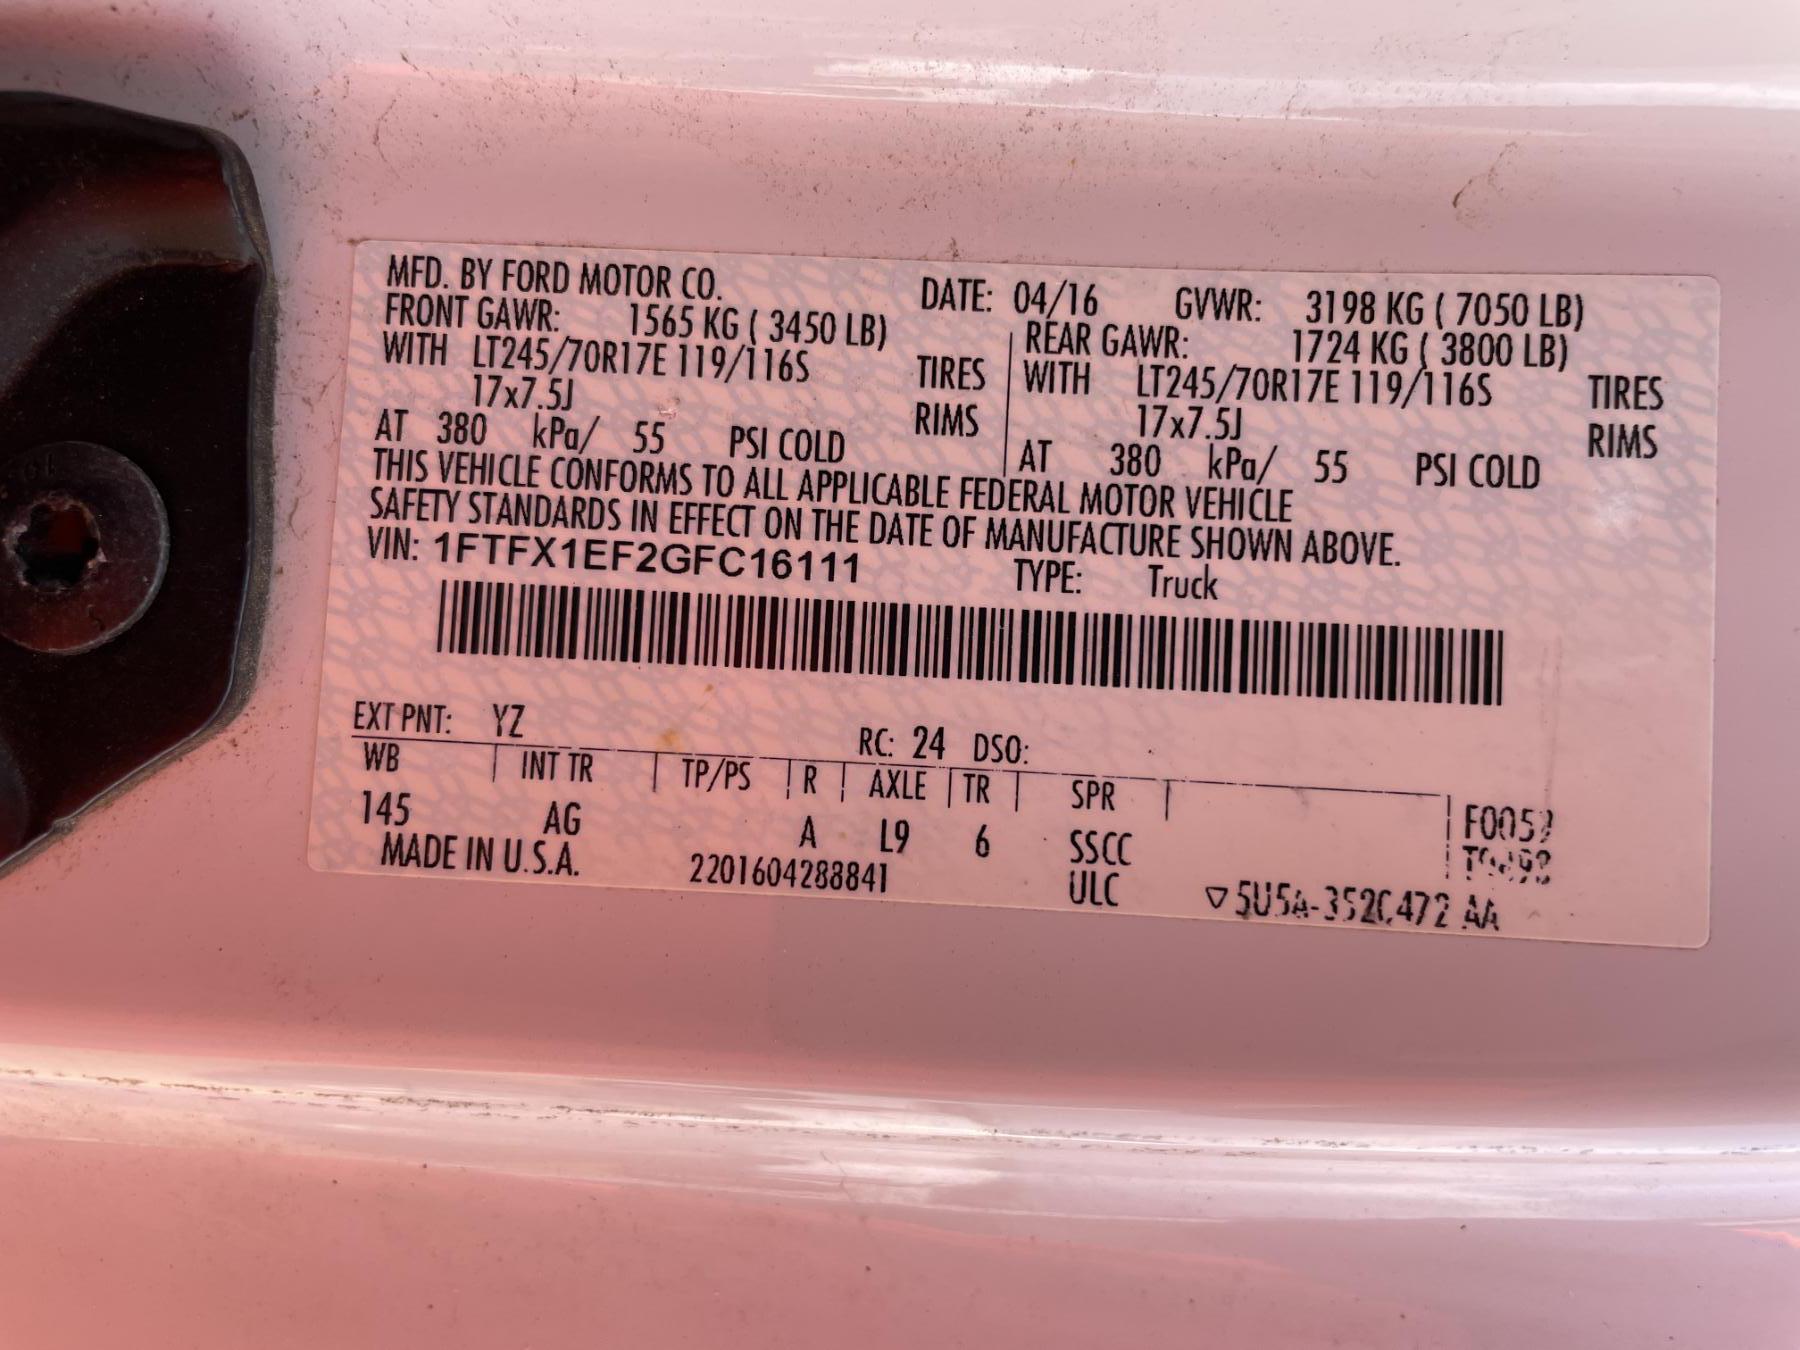 MFD. BY FORD MOTOR CO. DATE: 04/16 GVWR: 3198 KG ( 7050 LB)
FRONT GAWR: 1565 KG ( 3450 LB) REAR GAWR: 1724 KG ( 3800 LB)
WITH LT245/70R17E 119/116S TIRES WITH LT245/70R17E 119/116S TIRES
17x7.5J RIMS 17x7.5J RIMS
AT 380 kPa/ 55 PSI COLD AT 380 kPa/ 55 PSI COLD
THIS VEHICLE CONFORMS TO ALL APPLICABLE FEDERAL MOTOR VEHICLE
SAFETY STANDARDS IN EFFECT ON THE DATE OF MANUFACTURE SHOWN ABOVE.
VIN: 1FTFX1EF2GFC16111 TYPE: Truck
EXT PNT: YZ RC: 24 DSO:
WB INT TR TP/PS R AXLE TR SPR
145 AG A L9 6 SSCC
MADE IN U.S.A. 2201604288841 ULC ▽5U5A-3520472 AA